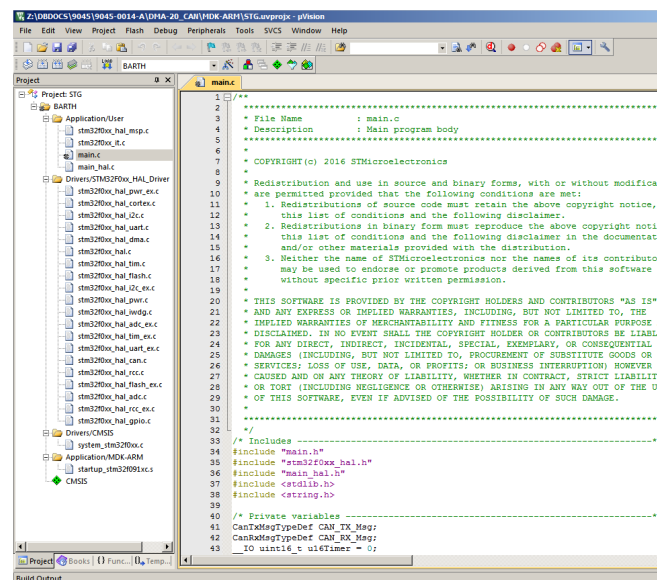 Z:\DBDOCS\9045\9045-0014-A\DMA-20_CAN\MDK-ARM\STG.uvprojx - µVision
File Edit View Project Flash Debug Peripherals Tools SVCS Window Help
LOAD BARTH
Project
Project: STG
BARTH
Application/User
stm32f0xx_hal_msp.c
stm32f0xx_it.c
main.c
main_hal.c
Drivers/STM32F0xx_HAL_Driver
stm32f0xx_hal_pwr_ex.c
stm32f0xx_hal_cortex.c
stm32f0xx_hal_i2c.c
stm32f0xx_hal_uart.c
stm32f0xx_hal_dma.c
stm32f0xx_hal.c
stm32f0xx_hal_tim.c
stm32f0xx_hal_flash.c
stm32f0xx_hal_i2c_ex.c
stm32f0xx_hal_pwr.c
stm32f0xx_hal_iwdg.c
stm32f0xx_hal_adc_ex.c
stm32f0xx_hal_tim_ex.c
stm32f0xx_hal_uart_ex.c
stm32f0xx_hal_can.c
stm32f0xx_hal_rcc.c
stm32f0xx_hal_flash_ex.c
stm32f0xx_hal_adc.c
stm32f0xx_hal_rcc_ex.c
stm32f0xx_hal_gpio.c
Drivers/CMSIS
system_stm32f0xx.c
Application/MDK-ARM
startup_stm32f091xc.s
CMSIS
Project Books {} Func... 0 Temp...
Build Output
main.c
1 /**
2 ******************************************************************************
3 * File Name : main.c
4 * Description : Main program body
5 ******************************************************************************
6 *
7 * COPYRIGHT(c) 2016 STMicroelectronics
8 *
9 * Redistribution and use in source and binary forms, with or without modifica
10 * are permitted provided that the following conditions are met:
11 * 1. Redistributions of source code must retain the above copyright notice,
12 * this list of conditions and the following disclaimer.
13 * 2. Redistributions in binary form must reproduce the above copyright noti
14 * this list of conditions and the following disclaimer in the documentat
15 * and/or other materials provided with the distribution.
16 * 3. Neither the name of STMicroelectronics nor the names of its contributo
17 * may be used to endorse or promote products derived from this software
18 * without specific prior written permission.
19 *
20 * THIS SOFTWARE IS PROVIDED BY THE COPYRIGHT HOLDERS AND CONTRIBUTORS "AS IS"
21 * AND ANY EXPRESS OR IMPLIED WARRANTIES, INCLUDING, BUT NOT LIMITED TO, THE
22 * IMPLIED WARRANTIES OF MERCHANTABILITY AND FITNESS FOR A PARTICULAR PURPOSE
23 * DISCLAIMED. IN NO EVENT SHALL THE COPYRIGHT HOLDER OR CONTRIBUTORS BE LIABL
24 * FOR ANY DIRECT, INDIRECT, INCIDENTAL, SPECIAL, EXEMPLARY, OR CONSEQUENTIAL
25 * DAMAGES (INCLUDING, BUT NOT LIMITED TO, PROCUREMENT OF SUBSTITUTE GOODS OR
26 * SERVICES; LOSS OF USE, DATA, OR PROFITS; OR BUSINESS INTERRUPTION) HOWEVER
27 * CAUSED AND ON ANY THEORY OF LIABILITY, WHETHER IN CONTRACT, STRICT LIABILIT
28 * OR TORT (INCLUDING NEGLIGENCE OR OTHERWISE) ARISING IN ANY WAY OUT OF THE U
29 * OF THIS SOFTWARE, EVEN IF ADVISED OF THE POSSIBILITY OF SUCH DAMAGE.
30 *
31 ******************************************************************************
32 */
33 /* Includes ------------------------------------------------------------------*
34 #include "main.h"
35 #include "stm32f0xx_hal.h"
36 #include "main_hal.h"
37 #include <stdlib.h>
38 #include <string.h>
39
40 /* Private variables ---------------------------------------------------------*
41 CanTxMsgTypeDef CAN_TX_Msg;
42 CanRxMsgTypeDef CAN_RX_Msg;
43 __IO uint16_t u16Timer = 0;